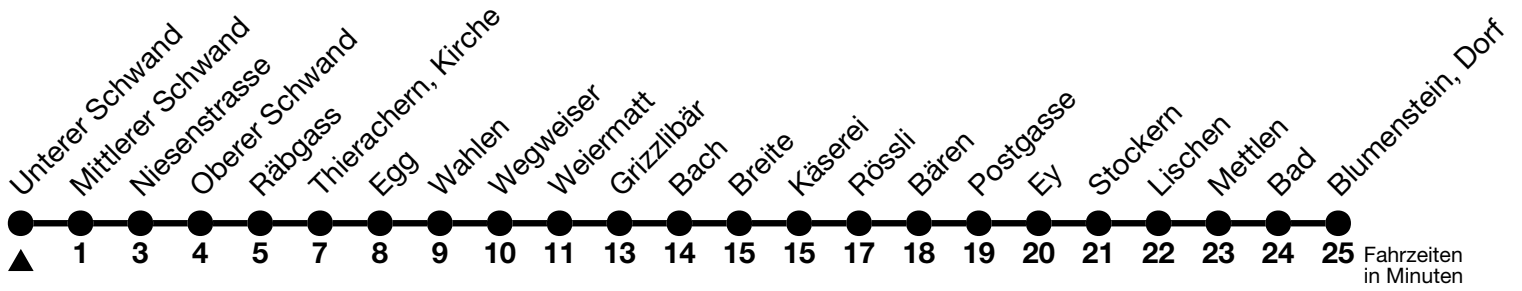 Unterer Schwand
Mittlerer Schwand
Niesenstrasse
Oberer Schwand
Räbgass
Thierachern, Kirche
Egg
Wahlen
Wegweiser
Weiermatt
Grizzlibär
Bach
Breite
Käserei
Rössli
Bären
Postgasse
Ey
Stockern
Lischen
Mettlen
Bad
Blumenstein, Dorf
1 3 4 5 7 8 9 10 11 13 14 15 15 17 18 19 20 21 22 23 24 25
Fahrzeiten
in Minuten